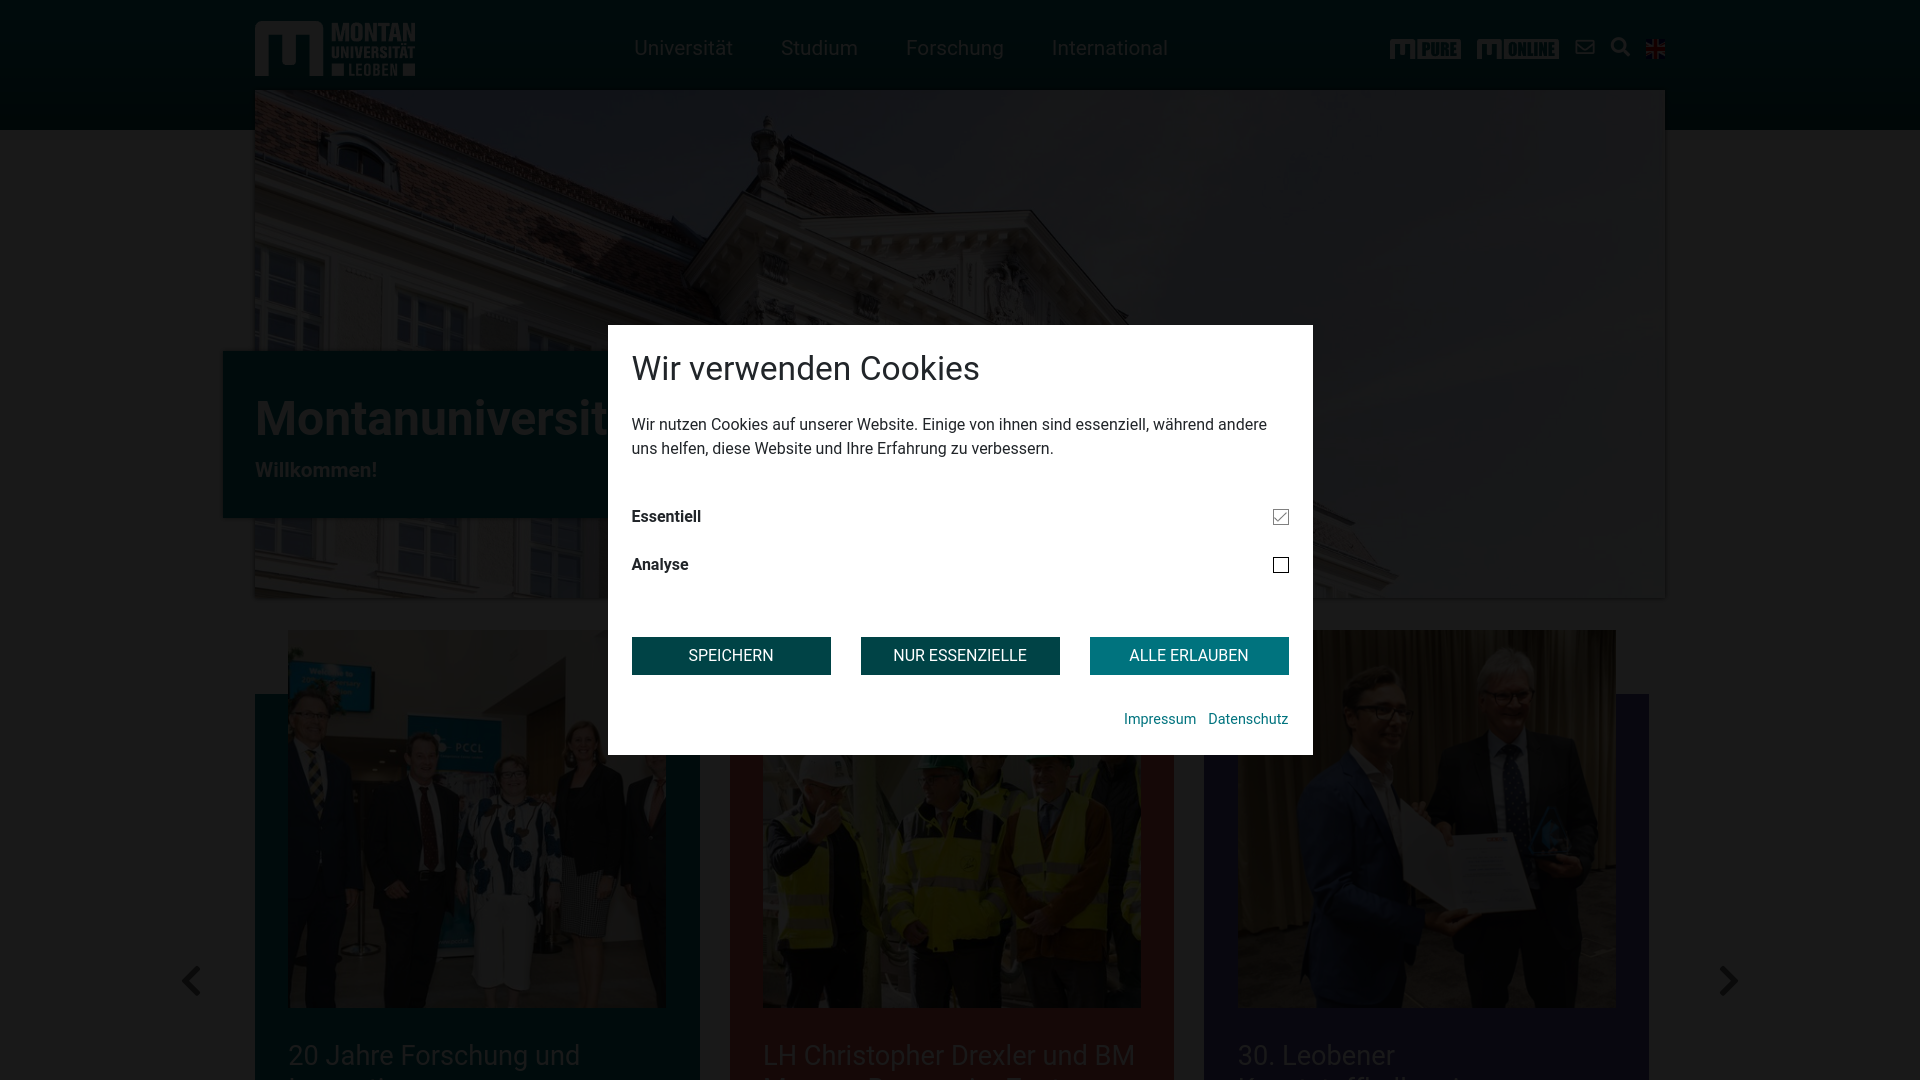 MONTAN
UNIVERSITÄT
LEOBEN
Universität
Studium
Forschung
International
PURE
ONLINE
Montanuniversit
Willkommen!
Wir verwenden Cookies
Wir nutzen Cookies auf unserer Website. Einige von ihnen sind essenziell, während andere
uns helfen, diese Website und Ihre Erfahrung zu verbessern.
Essentiell
Analyse
SPEICHERN
NUR ESSENZIELLE
ALLE ERLAUBEN
Impressum
Datenschutz
PCCL
20 Jahre Forschung und
LH Christopher Drexler und BM
30. Leobener